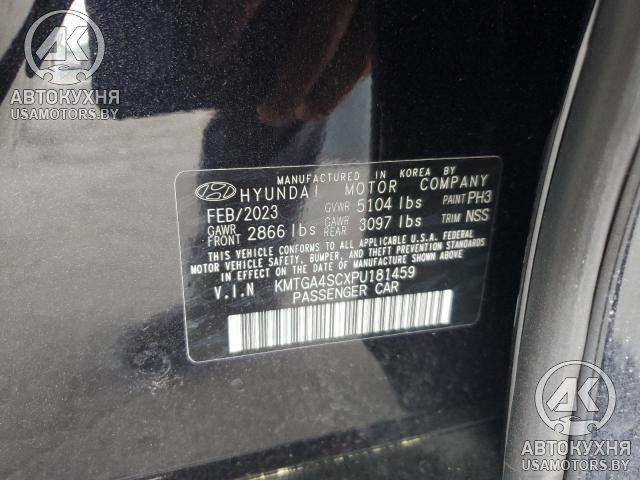 АВТОКУХНЯ
USAMOTORS.BY
АВТОКУХНЯ
USAMOTORS.BY
MANUFACTURED IN KOREA BY
HYUNDAI MOTOR COMPANY
FEB/2023 GVWR 5104 lbs PAINT PH3
GAWR FRONT 2866 lbs GAWR REAR 3097 lbs TRIM NSS
THIS VEHICLE CONFORMS TO ALL APPLICABLE U.S.A. FEDERAL
MOTOR VEHICLE SAFETY, BUMPER, AND THEFT PREVENTION STANDARDS
IN EFFECT ON THE DATE OF MANUFACTURE SHOWN ABOVE.
V.I.N KMTGA4SCXPU181459
PASSENGER CAR
АВТОКУХНЯ
USAMOTORS.BY